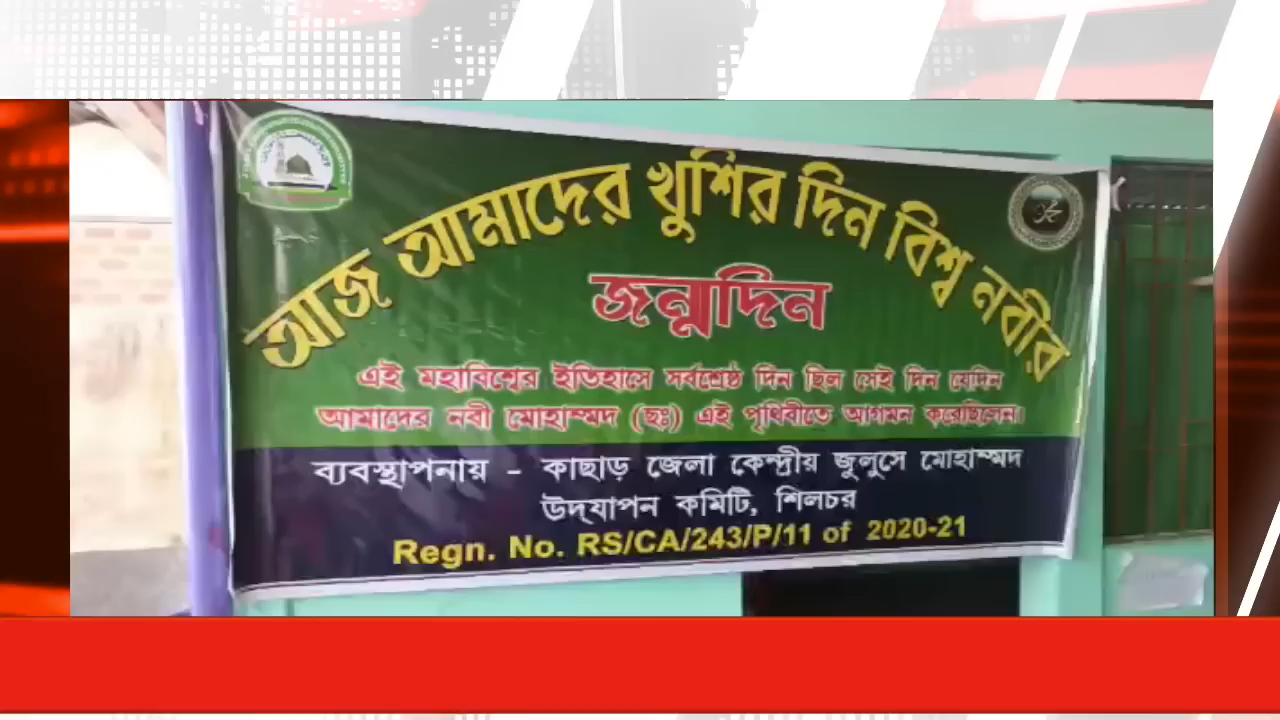 আজ আমাদের খুশির দিন বিশ্ব নবীর
জন্মদিন
এই মহাবিশ্বের ইতিহাসে সর্বশ্রেষ্ঠ দিন ছিল সেই দিন যেদিন
আমাদের নবী মোহাম্মদ (ছঃ) এই পৃথিবীতে আগমন করেছিলেন।
ব্যবস্থাপনায় - কাছাড় জেলা কেন্দ্রীয় জুলুসে মোহাম্মদ
উদ্‌যাপন কমিটি, শিলচর
Regn. No. RS/CA/243/P/11 of 2020-21